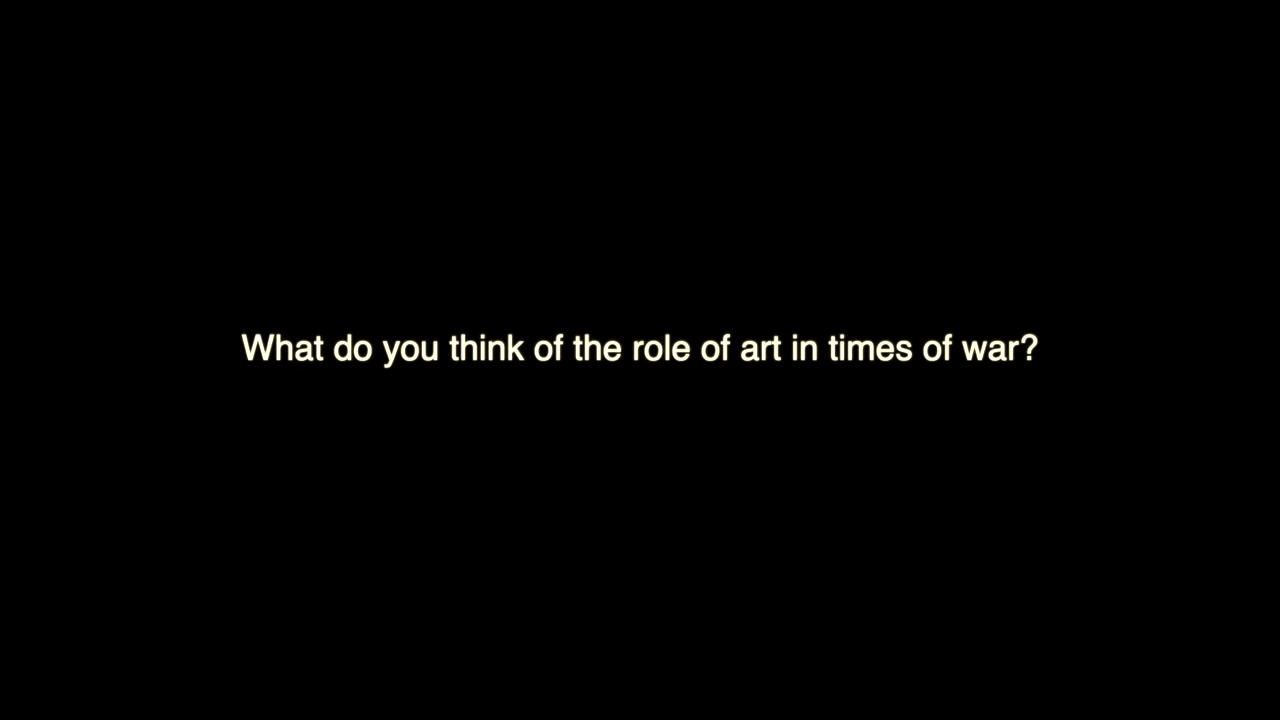 What do you think of the role of art in times of war?